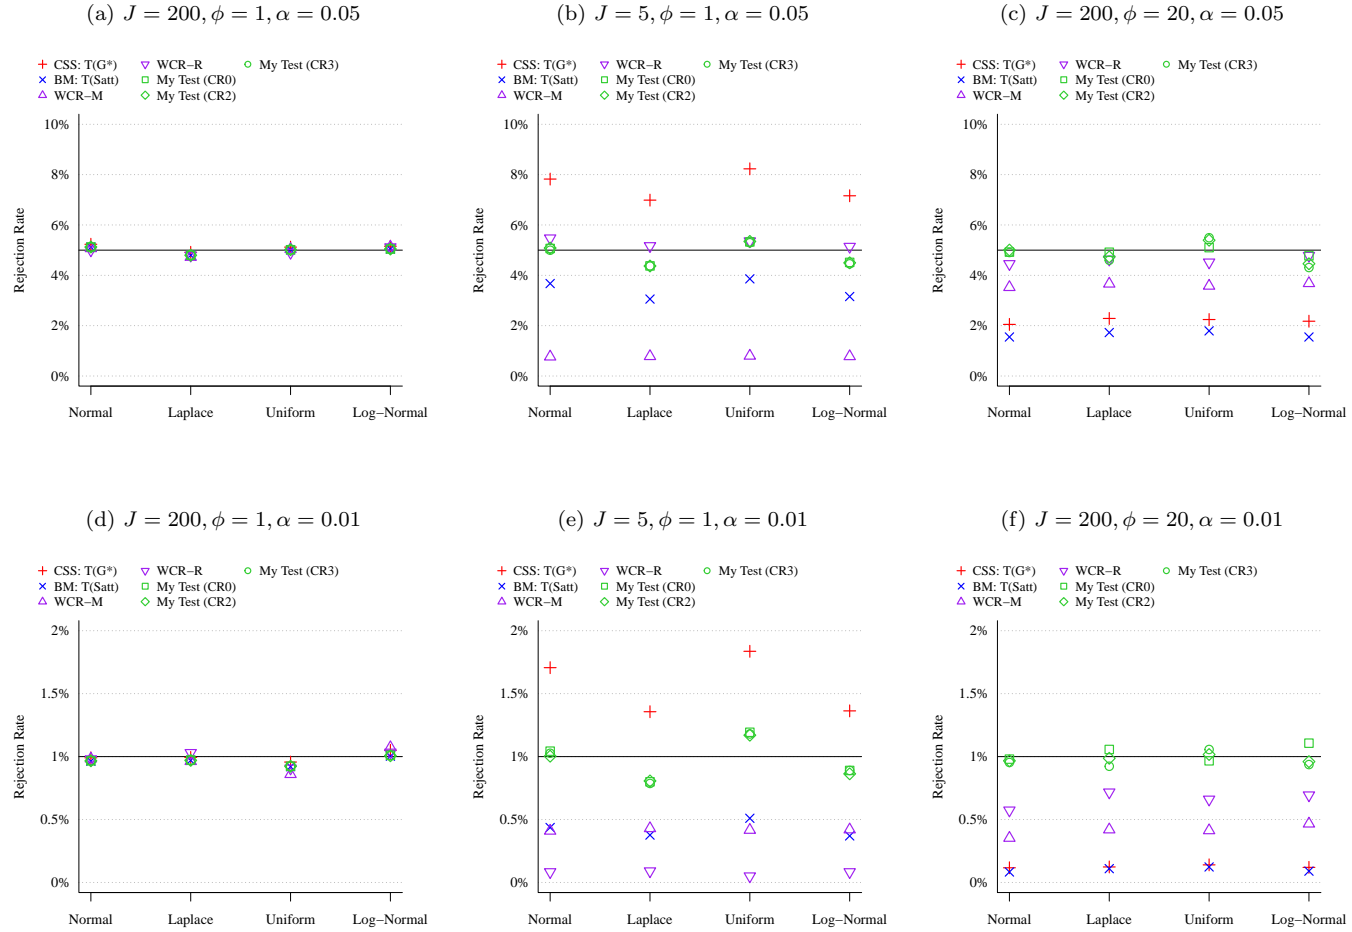 (a) J = 200, ϕ = 1, α = 0.05
CSS: T(G*)
BM: T(Satt)
WCR−M
WCR−R
My Test (CR0)
My Test (CR2)
My Test (CR3)
Rejection Rate
10%
8%
6%
4%
2%
0%
Normal Laplace Uniform Log−Normal
(b) J = 5, ϕ = 1, α = 0.05
CSS: T(G*)
BM: T(Satt)
WCR−M
WCR−R
My Test (CR0)
My Test (CR2)
My Test (CR3)
Rejection Rate
10%
8%
6%
4%
2%
0%
Normal Laplace Uniform Log−Normal
(c) J = 200, ϕ = 20, α = 0.05
CSS: T(G*)
BM: T(Satt)
WCR−M
WCR−R
My Test (CR0)
My Test (CR2)
My Test (CR3)
Rejection Rate
10%
8%
6%
4%
2%
0%
Normal Laplace Uniform Log−Normal
(d) J = 200, ϕ = 1, α = 0.01
CSS: T(G*)
BM: T(Satt)
WCR−M
WCR−R
My Test (CR0)
My Test (CR2)
My Test (CR3)
Rejection Rate
2%
1.5%
1%
0.5%
0%
Normal Laplace Uniform Log−Normal
(e) J = 5, ϕ = 1, α = 0.01
CSS: T(G*)
BM: T(Satt)
WCR−M
WCR−R
My Test (CR0)
My Test (CR2)
My Test (CR3)
Rejection Rate
2%
1.5%
1%
0.5%
0%
Normal Laplace Uniform Log−Normal
(f) J = 200, ϕ = 20, α = 0.01
CSS: T(G*)
BM: T(Satt)
WCR−M
WCR−R
My Test (CR0)
My Test (CR2)
My Test (CR3)
Rejection Rate
2%
1.5%
1%
0.5%
0%
Normal Laplace Uniform Log−Normal